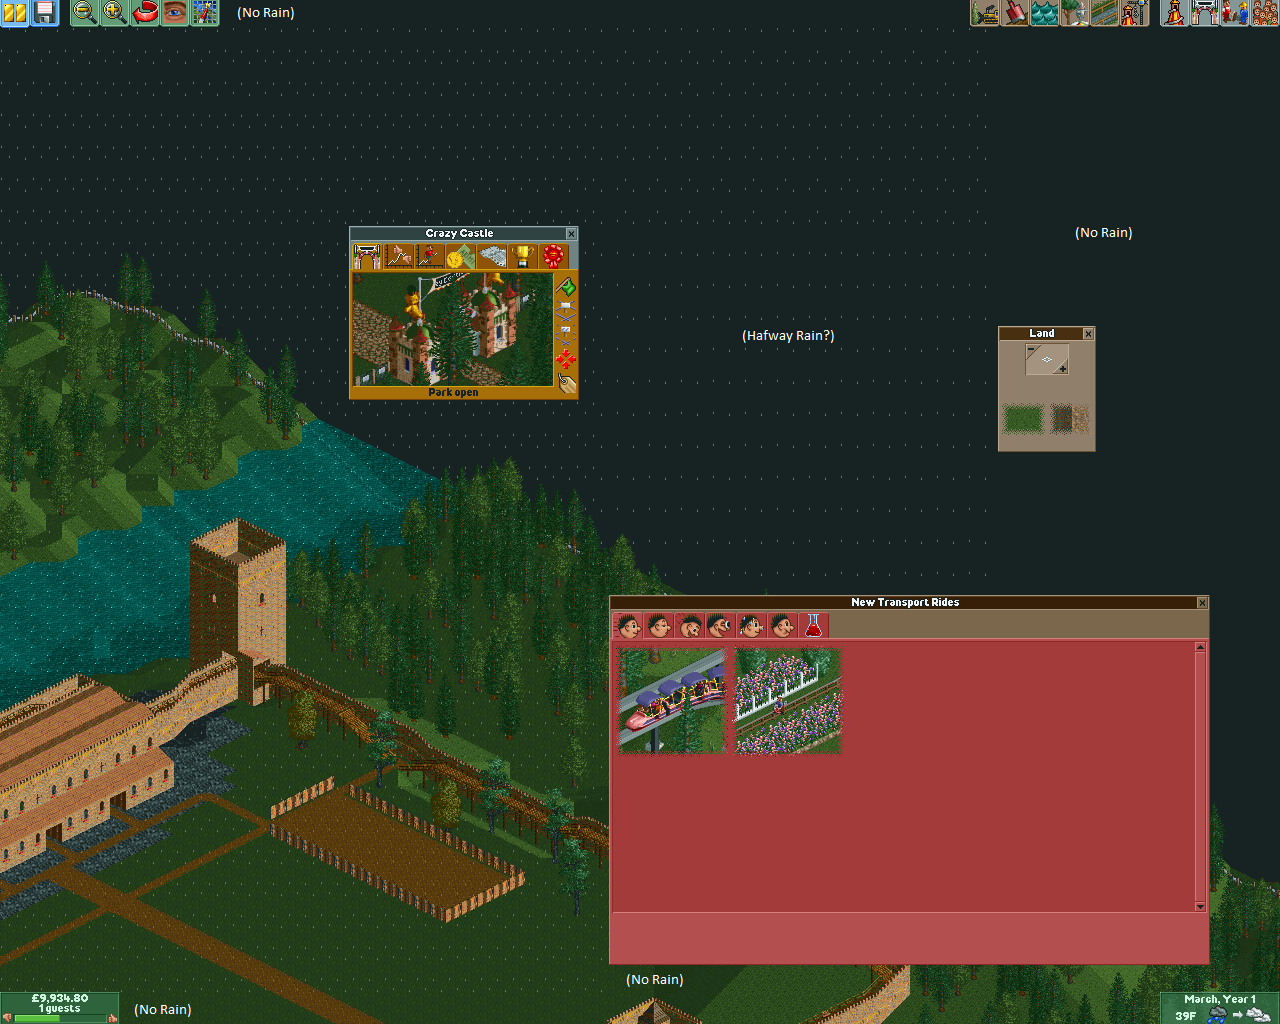 (No Rain)
(No Rain)
Crazy Castle
(Hafway Rain?)
Land
Park open
New Transport Rides
(No Rain)
£9,934.80
1 guests
(No Rain)
March, Year 1
39F